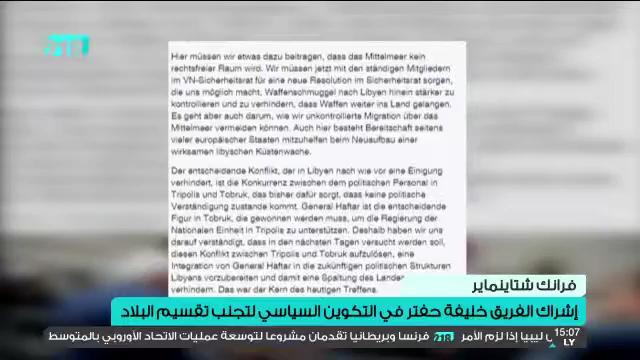 218
Hier müssen wir etwas dazu beitragen, dass das Mittelmeer kein
rechtsfreier Raum wird. Wir müssen jetzt mit den ständigen Mitgliedern
im VN-Sicherheitsrat für eine neue Resolution im Sicherheitsrat sorgen,
die uns möglich macht, Waffenschmuggel nach Libyen hinein stärker zu
kontrollieren und zu verhindern, dass Waffen weiter ins Land gelangen.
Es geht aber auch darum, wie wir unkontrollierte Migration über das
Mittelmeer vermeiden können. Auch hier besteht Bereitschaft seitens
vieler europäischer Staaten mitzuhelfen beim Neuaufbau einer
wirksamen libyschen Küstenwache.
Der entscheidende Konflikt, der in Libyen nach wie vor eine Einigung
verhindert, ist die Konkurrenz zwischen dem politischen Personal in
Tripolis und Tobruk, das bisher dafür sorgt, dass keine politische
Verständigung zustande kommt. General Haftar ist die entscheidende
Figur in Tobruk, die gewonnen werden muss, um die Regierung der
Nationalen Einheit in Tripolis zu unterstützen. Deshalb haben wir uns
darauf verständigt, dass in den nächsten Tagen versucht werden soll,
diesen Konflikt zwischen Tripolis und Tobruk aufzulösen, eine
Integration von General Haftar in die zukünftigen politischen Strukturen
Libyens vorzubereiten und damit eine Spaltung des Landes
verhindern. Das war der Kern des heutigen Treffens.
فرانك شتاينماير
إشراك الفريق خليفة حفتر في التكوين السياسي لتجنب تقسيم البلاد
15:07
LY
ليبيا إذا لزم الأمر 218 فرنسا وبريطانيا تقدمان مشروعا لتوسعة عمليات الاتحاد الأوروبي بالمتوسط